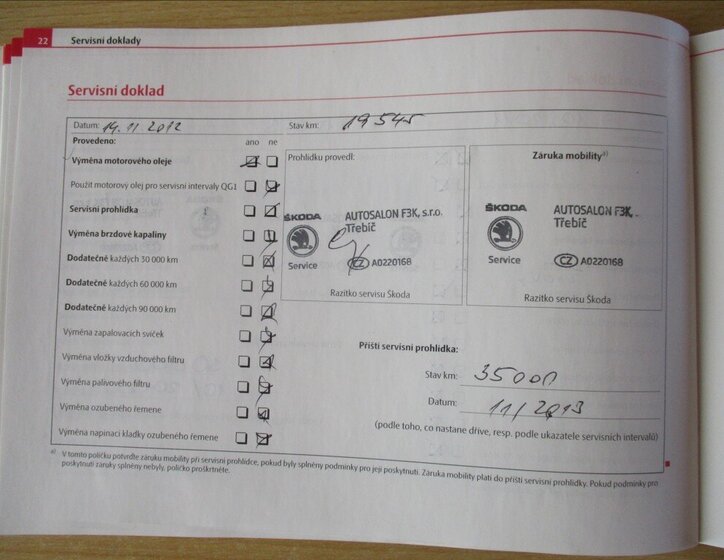 22 Servisní doklady
Servisní doklad
Datum: 14.11.2012 Stav km: 19545
Provedeno: ano ne
Výměna motorového oleje
Použit motorový olej pro servisní intervaly QG1
Servisní prohlídka
Výměna brzdové kapaliny
Dodatečně každých 30 000 km
Dodatečně každých 60 000 km
Dodatečně každých 90 000 km
Výměna zapalovacích svíček
Výměna vložky vzduchového filtru
Výměna palivového filtru
Výměna ozubeného řemene
Výměna napínací kladky ozubeného řemene
Prohlídku provedl:
ŠKODA AUTOSALON F3K, s.r.o.
Třebíč
Service CZ A0220168
Razítko servisu Škoda
Záruka mobility a)
ŠKODA AUTOSALON F3K,
Třebíč
Service CZ A0220168
Razítko servisu Škoda
Příští servisní prohlídka:
Stav km: 35000
Datum: 11/2013
(podle toho, co nastane dříve, resp. podle ukazatele servisních intervalů)
a) V tomto políčku potvrďte záruku mobility při servisní prohlídce, pokud byly splněny podmínky pro její poskytnutí. Záruka mobility platí do příští servisní prohlídky. Pokud podmínky pro
poskytnutí záruky splněny nebyly, políčko proškrtněte.